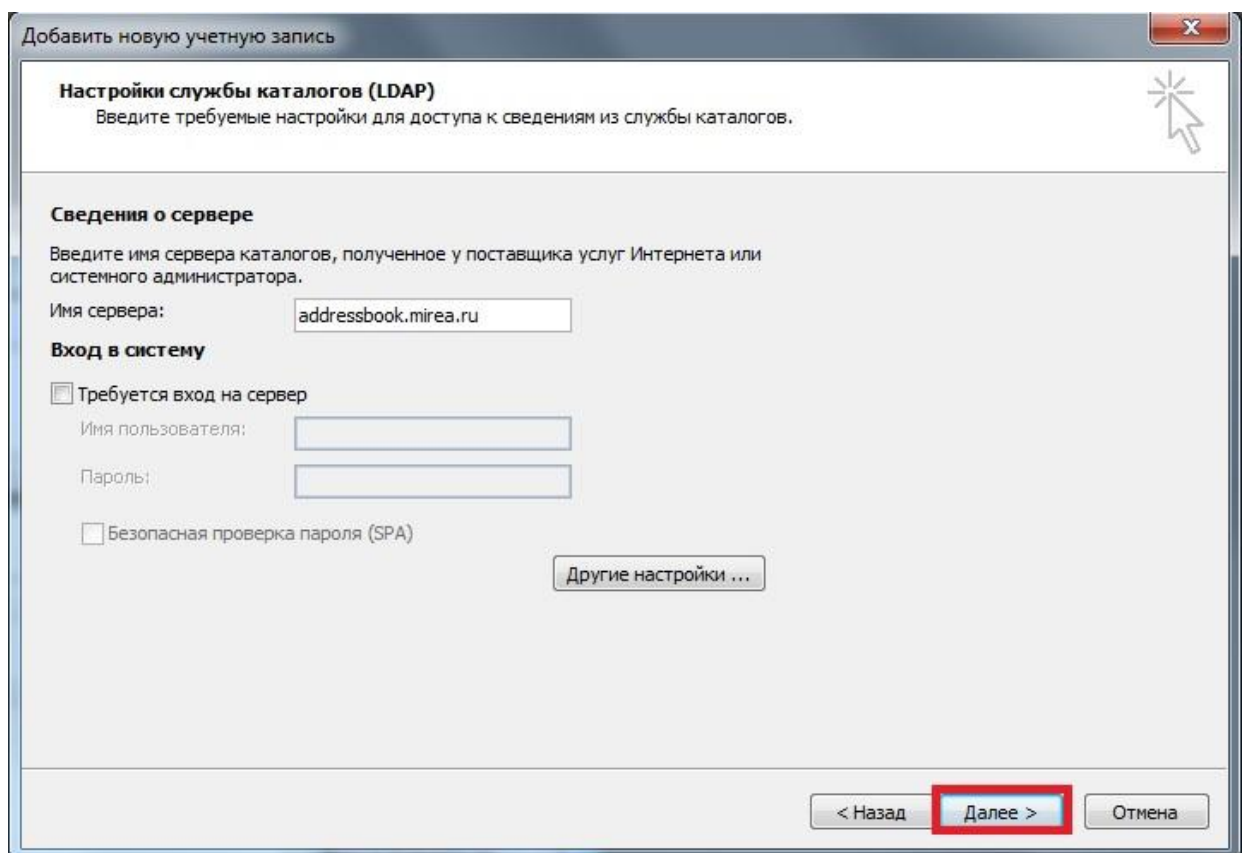 Добавить новую учетную запись
Настройки службы каталогов (LDAP)
Введите требуемые настройки для доступа к сведениям из службы каталогов.
Сведения о сервере
Введите имя сервера каталогов, полученное у поставщика услуг Интернета или
системного администратора.
Имя сервера: addressbook.mirea.ru
Вход в систему
Требуется вход на сервер
Имя пользователя:
Пароль:
Безопасная проверка пароля (SPA)
Другие настройки ...
< Назад Далее > Отмена